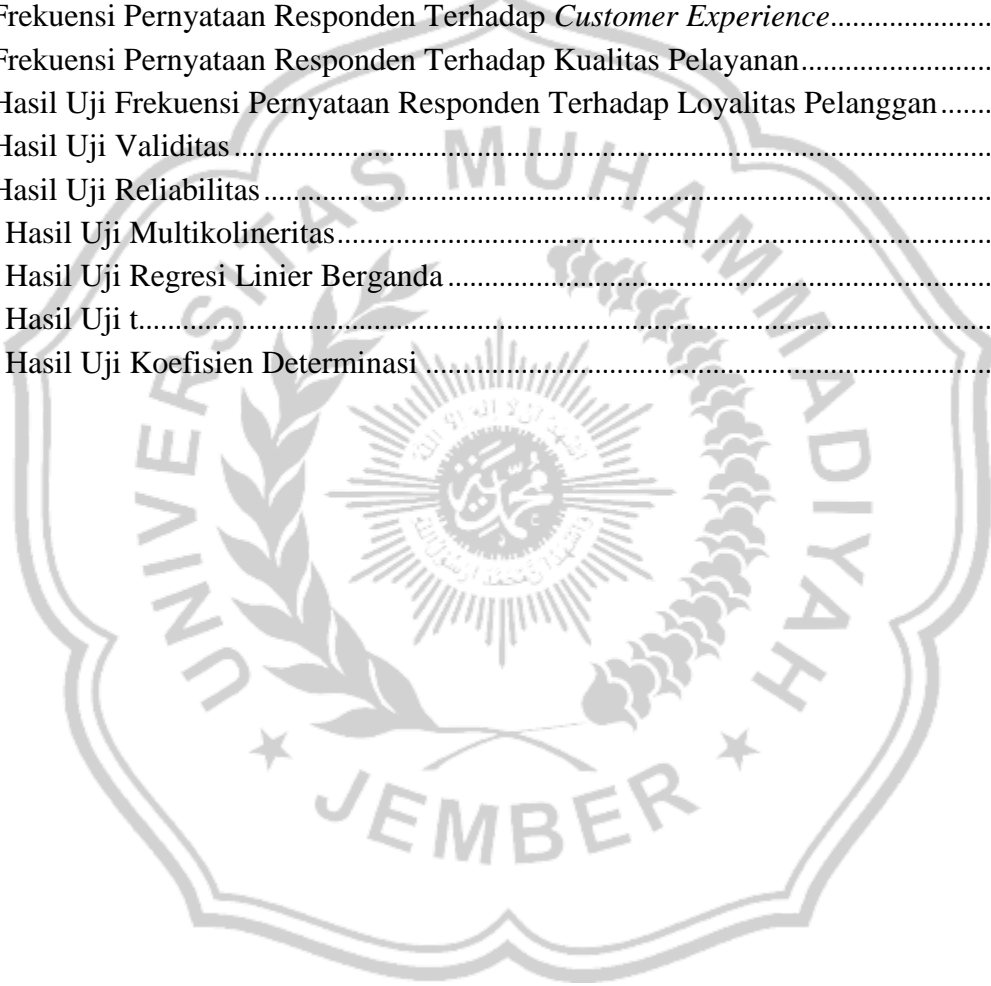 Frekuensi Pernyataan Responden Terhadap Customer Experience....................
Frekuensi Pernyataan Responden Terhadap Kualitas Pelayanan.......................
Hasil Uji Frekuensi Pernyataan Responden Terhadap Loyalitas Pelanggan.......
Hasil Uji Validitas....................................................................................................
Hasil Uji Reliabilitas................................................................................................
Hasil Uji Multikolineritas.......................................................................................
Hasil Uji Regresi Linier Berganda.........................................................................
Hasil Uji t.................................................................................................................
Hasil Uji Koefisien Determinasi............................................................................
UNIVERSITAS MUHAMMADIYAH
JEMBER